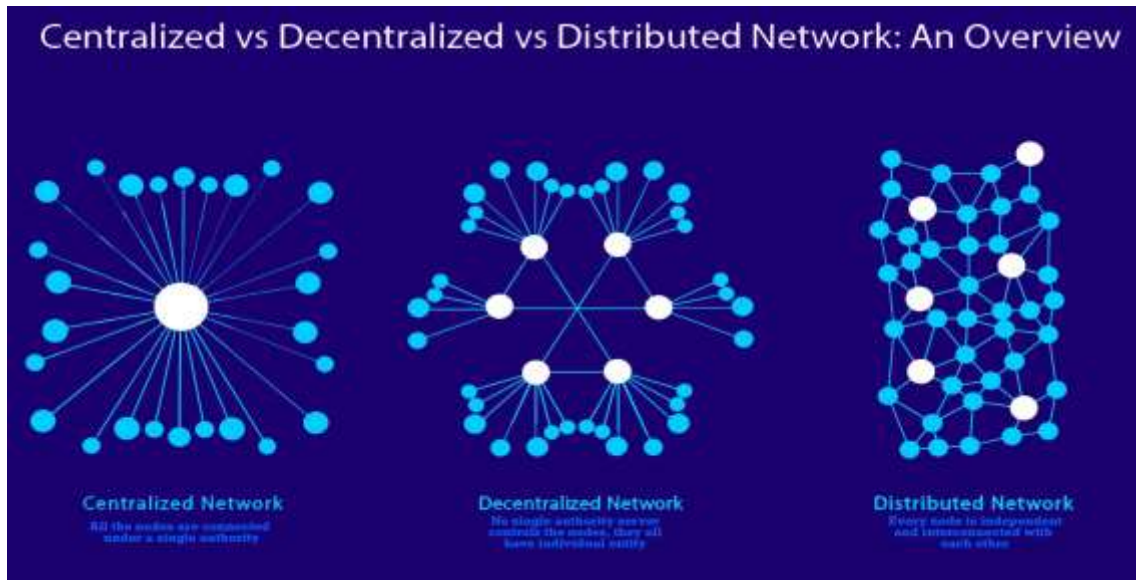 Centralized vs Decentralized vs Distributed Network: An Overview
Centralized Network
All the nodes are connected
under a single authority
Decentralized Network
No single authority server
controls the nodes, they all
have individual entity
Distributed Network
Every node is independent
and interconnected with
each other